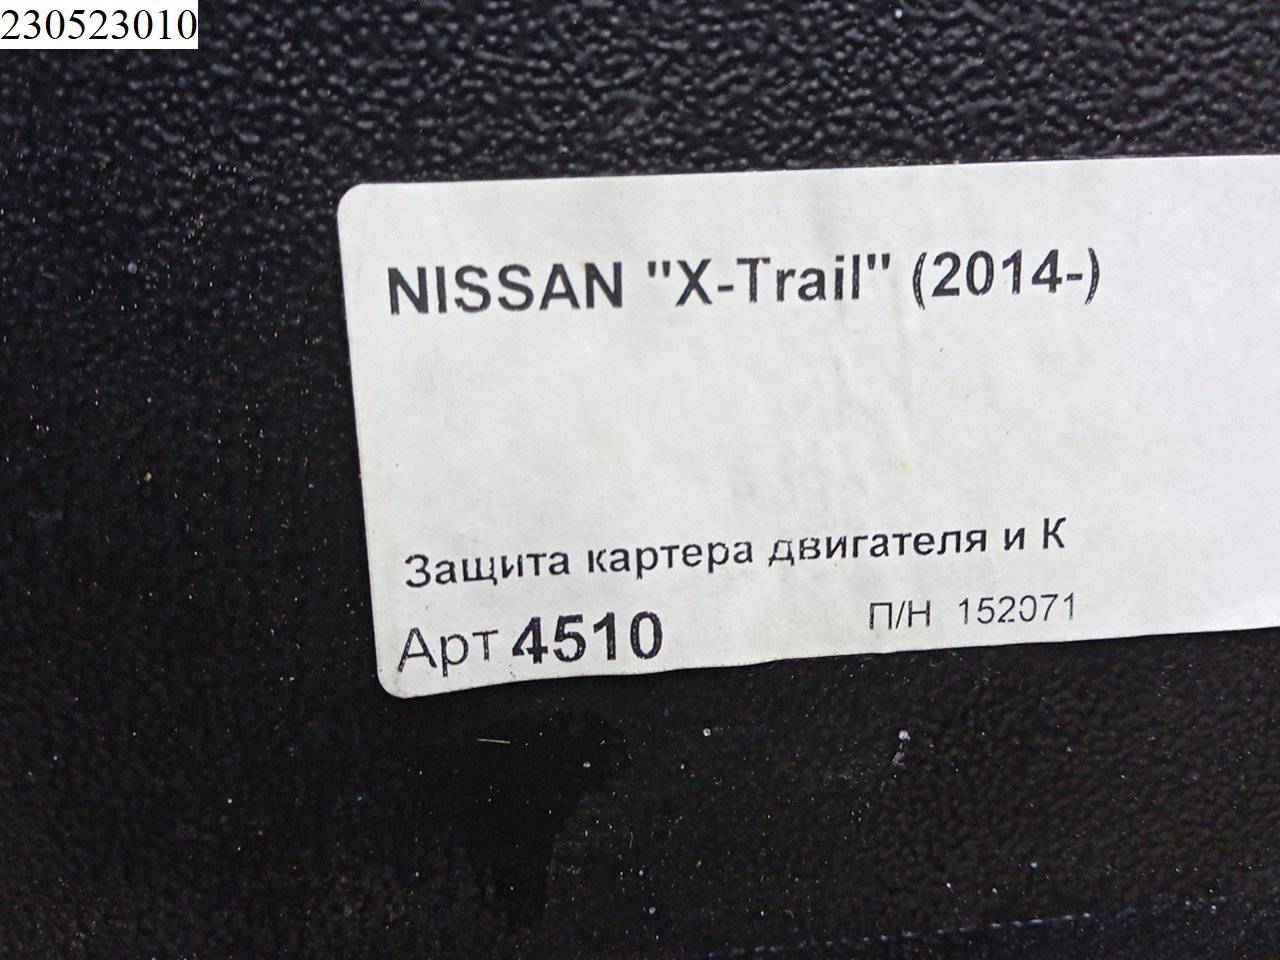 230523010
NISSAN "X-Trail" (2014-)
Защита картера двигателя и К
Арт 4510 П/Н 152071